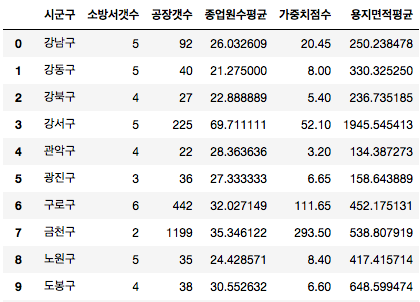 시군구 소방서갯수 공장갯수 종업원수평균 가중치점수 용지면적평균
0 강남구 5 92 26.032609 20.45 250.238478
1 강동구 5 40 21.275000 8.00 330.325250
2 강북구 4 27 22.888889 5.40 236.735185
3 강서구 5 225 69.711111 52.10 1945.545413
4 관악구 4 22 28.363636 3.20 134.387273
5 광진구 3 36 27.333333 6.65 158.643889
6 구로구 6 442 32.027149 111.65 452.175131
7 금천구 2 1199 35.346122 293.50 538.807919
8 노원구 5 35 24.428571 8.40 417.415714
9 도봉구 4 38 30.552632 6.60 648.599474